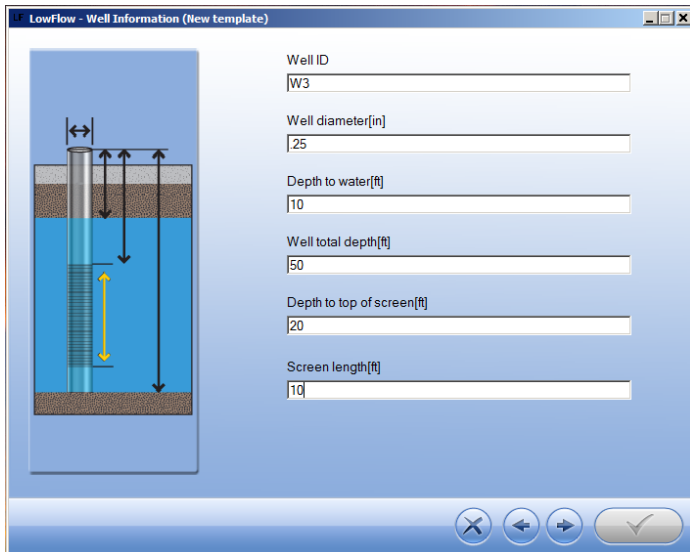 LF LowFlow - Well Information (New template)
Well ID
W3
Well diameter[in]
.25
Depth to water[ft]
10
Well total depth[ft]
50
Depth to top of screen[ft]
20
Screen length[ft]
10